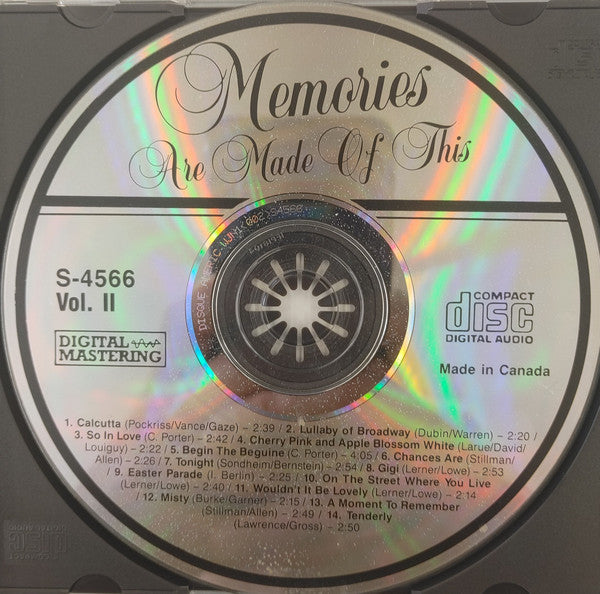 Memories
Are Made Of This
S-4566
Vol. II
DIGITAL
MASTERING
COMPACT
disc
DIGITAL AUDIO
Made in Canada
1. Calcutta (Pockriss/Vance/Gaze) – 2:39 / 2. Lullaby of Broadway (Dubin/Warren) – 2:20 /
3. So In Love (C. Porter) – 2:42 / 4. Cherry Pink and Apple Blossom White (Larue/David/
Louiguy) – 2:22 / 5. Begin The Beguine (C. Porter) – 4:05 / 6. Chances Are (Stillman/
Allen) – 2:26 / 7. Tonight (Sondheim/Bernstein) – 2:54 / 8. Gigi (Lerner/Lowe) – 2:53
/ 9. Easter Parade (I. Berlin) – 2:25 / 10. On The Street Where You Live
(Lerner/Lowe) – 2:40 / 11. Wouldn't It Be Lovely (Lerner/Lowe) – 2:14 /
12. Misty (Burke/Garner) – 2:15 / 13. A Moment To Remember
(Stillman/Allen) – 2:49 / 14. Tenderly
(Lawrence/Gross) – 2:50